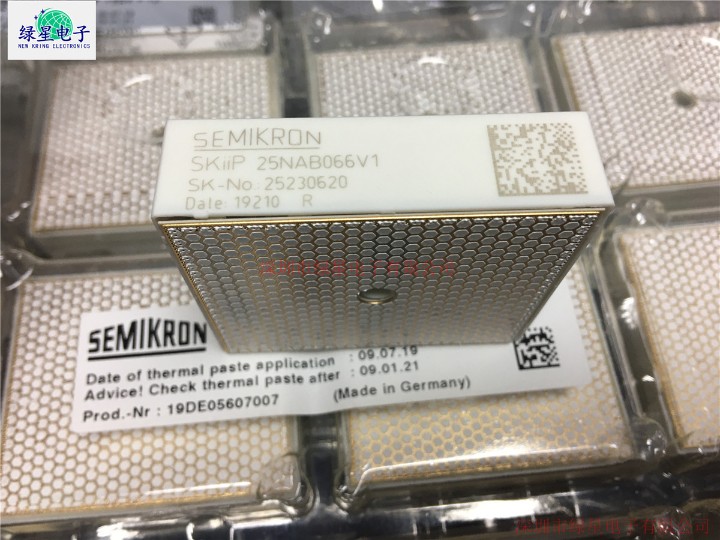 绿星电子
NEW KRING ELECTRONICS
SEMIKRON
SKiiP 25NAB066V1
SK-No. 25230620
Date: 19210 R
SEMIKRON
Date of thermal paste application : 09.07.19
Advice! Check thermal paste after : 09.01.21
Prod.-Nr : 19DE05607007 (Made in Germany)